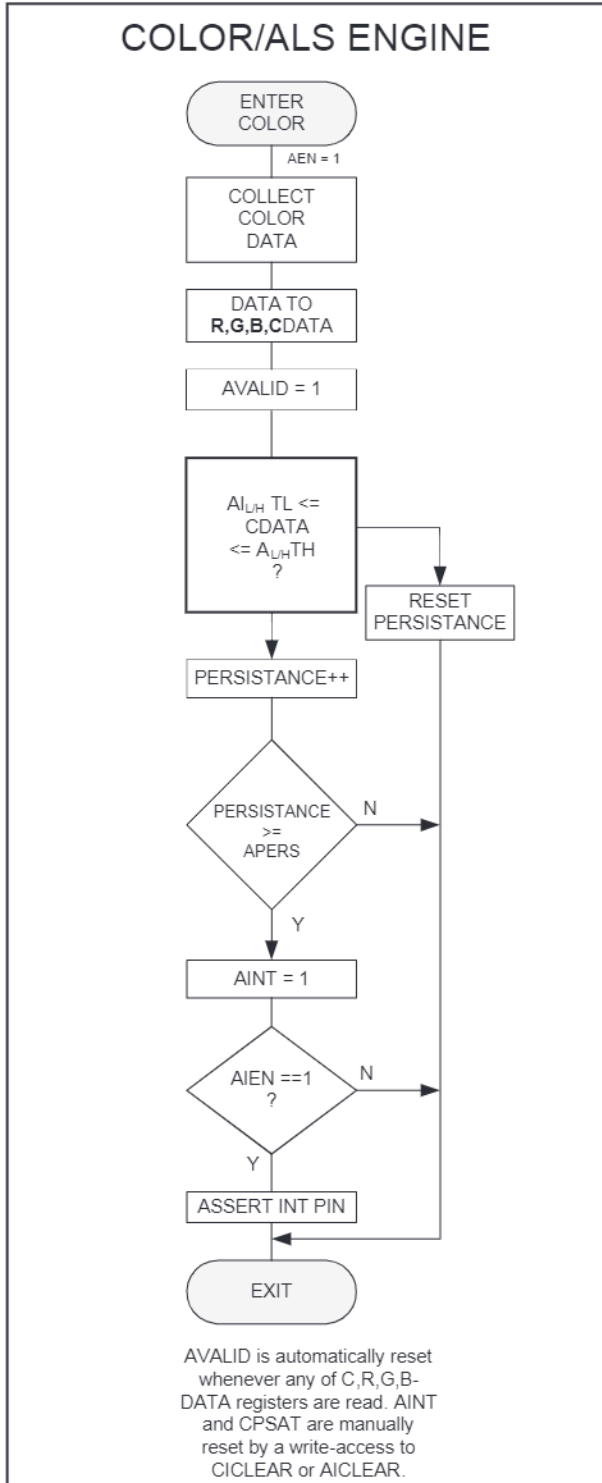 COLOR/ALS ENGINE
ENTER
COLOR
AEN = 1
COLLECT
COLOR
DATA
DATA TO
R,G,B,CDATA
AVALID = 1
AIL/H TL <=
CDATA
<= AL/HTH
?
RESET
PERSISTANCE
PERSISTANCE++
PERSISTANCE
>=
APERS
N
Y
AINT = 1
AIEN ==1
?
N
Y
ASSERT INT PIN
EXIT
AVALID is automatically reset
whenever any of C,R,G,B-
DATA registers are read. AINT
and CPSAT are manually
reset by a write-access to
CICLEAR or AICLEAR.